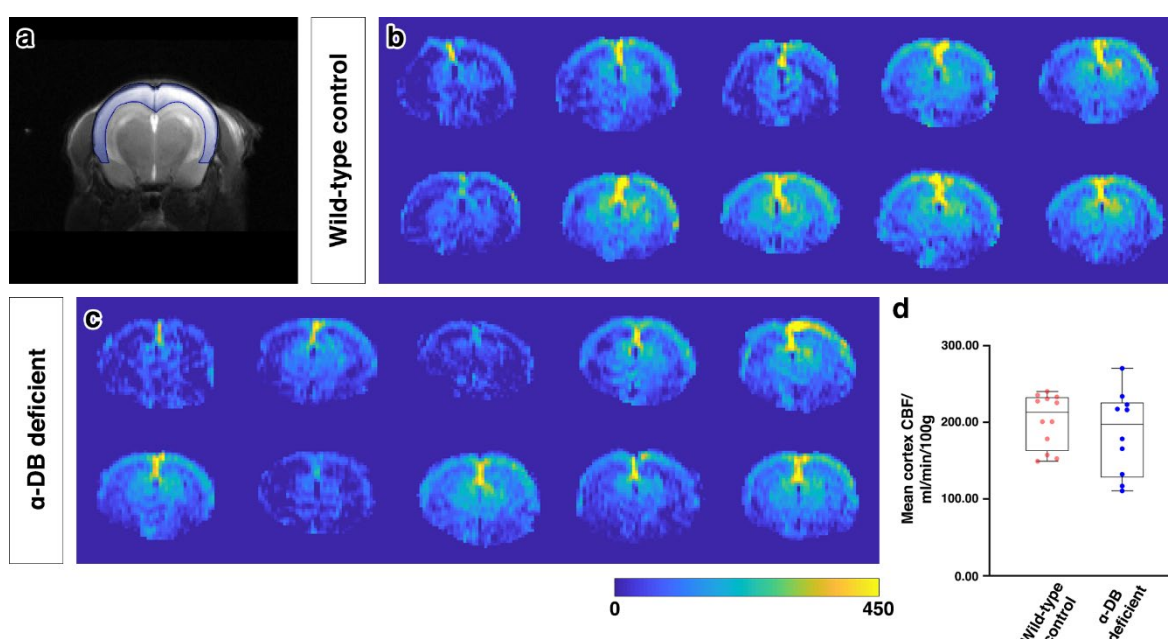 a
Wild-type control
b
α-DB deficient
c
d
Mean cortex CBF/
ml/min/100g
300.00
200.00
100.00
0.00
Wild-type
control
α-DB
deficient
0
450